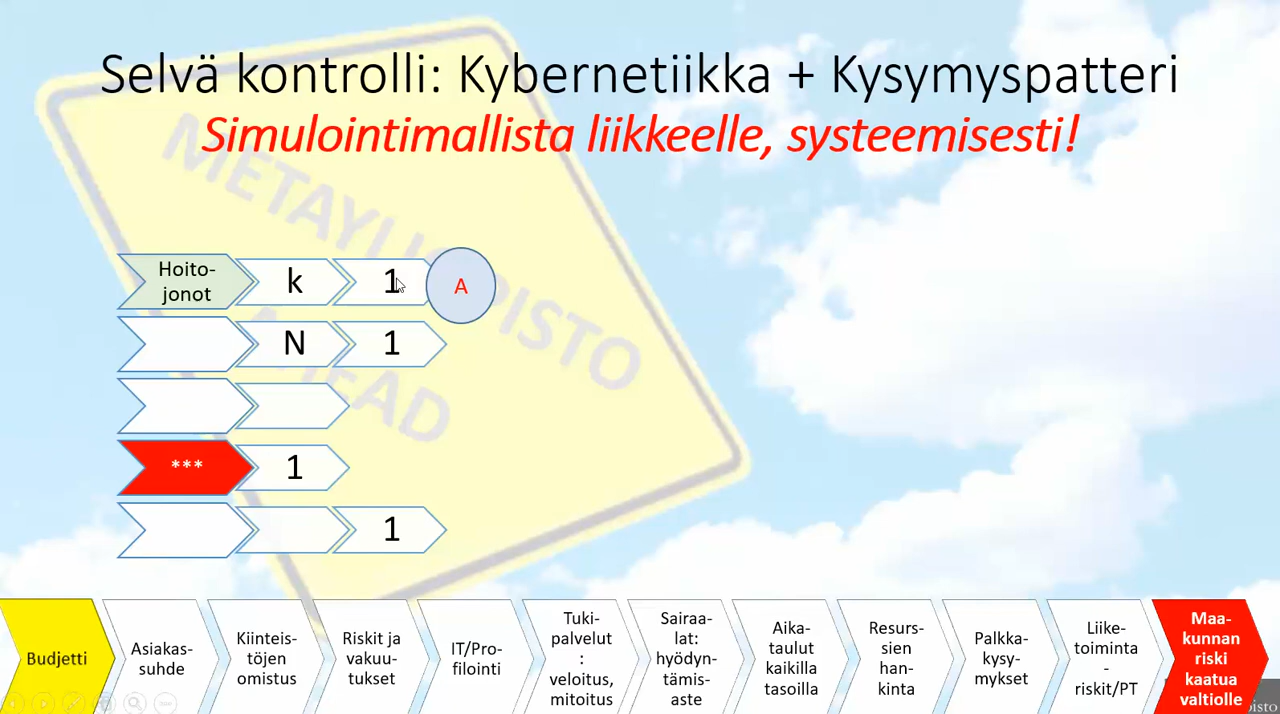 Selvä kontrolli: Kybernetiikka + Kysymyspatteri
Simulointimallista liikkeelle, systeemisesti!
METAYLIOPISTO
AHEAD
Hoito-
jonot
k
1
A
N
1
***
1
1
Budjetti
Asiakas-
suhde
Kiinteis-
töjen
omistus
Riskit ja
vakuu-
tukset
IT/Pro-
filointi
Tuki-
palvelut
:
veloitus,
mitoitus
Sairaa-
lat:
hyödyn-
tämis-
aste
Aika-
taulut
kaikilla
tasoilla
Resurs-
sien
han-
kinta
Palkka-
kysy-
mykset
Liike-
toiminta
-
riskit/PT
Maa-
kunnan
riski
kaatua
valtiolle